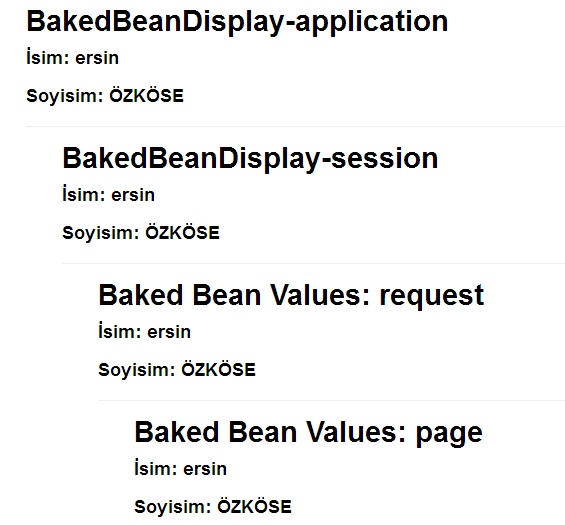 BakedBeanDisplay-application
İsim: ersin
Soyisim: ÖZKÖSE
BakedBeanDisplay-session
İsim: ersin
Soyisim: ÖZKÖSE
Baked Bean Values: request
İsim: ersin
Soyisim: ÖZKÖSE
Baked Bean Values: page
İsim: ersin
Soyisim: ÖZKÖSE